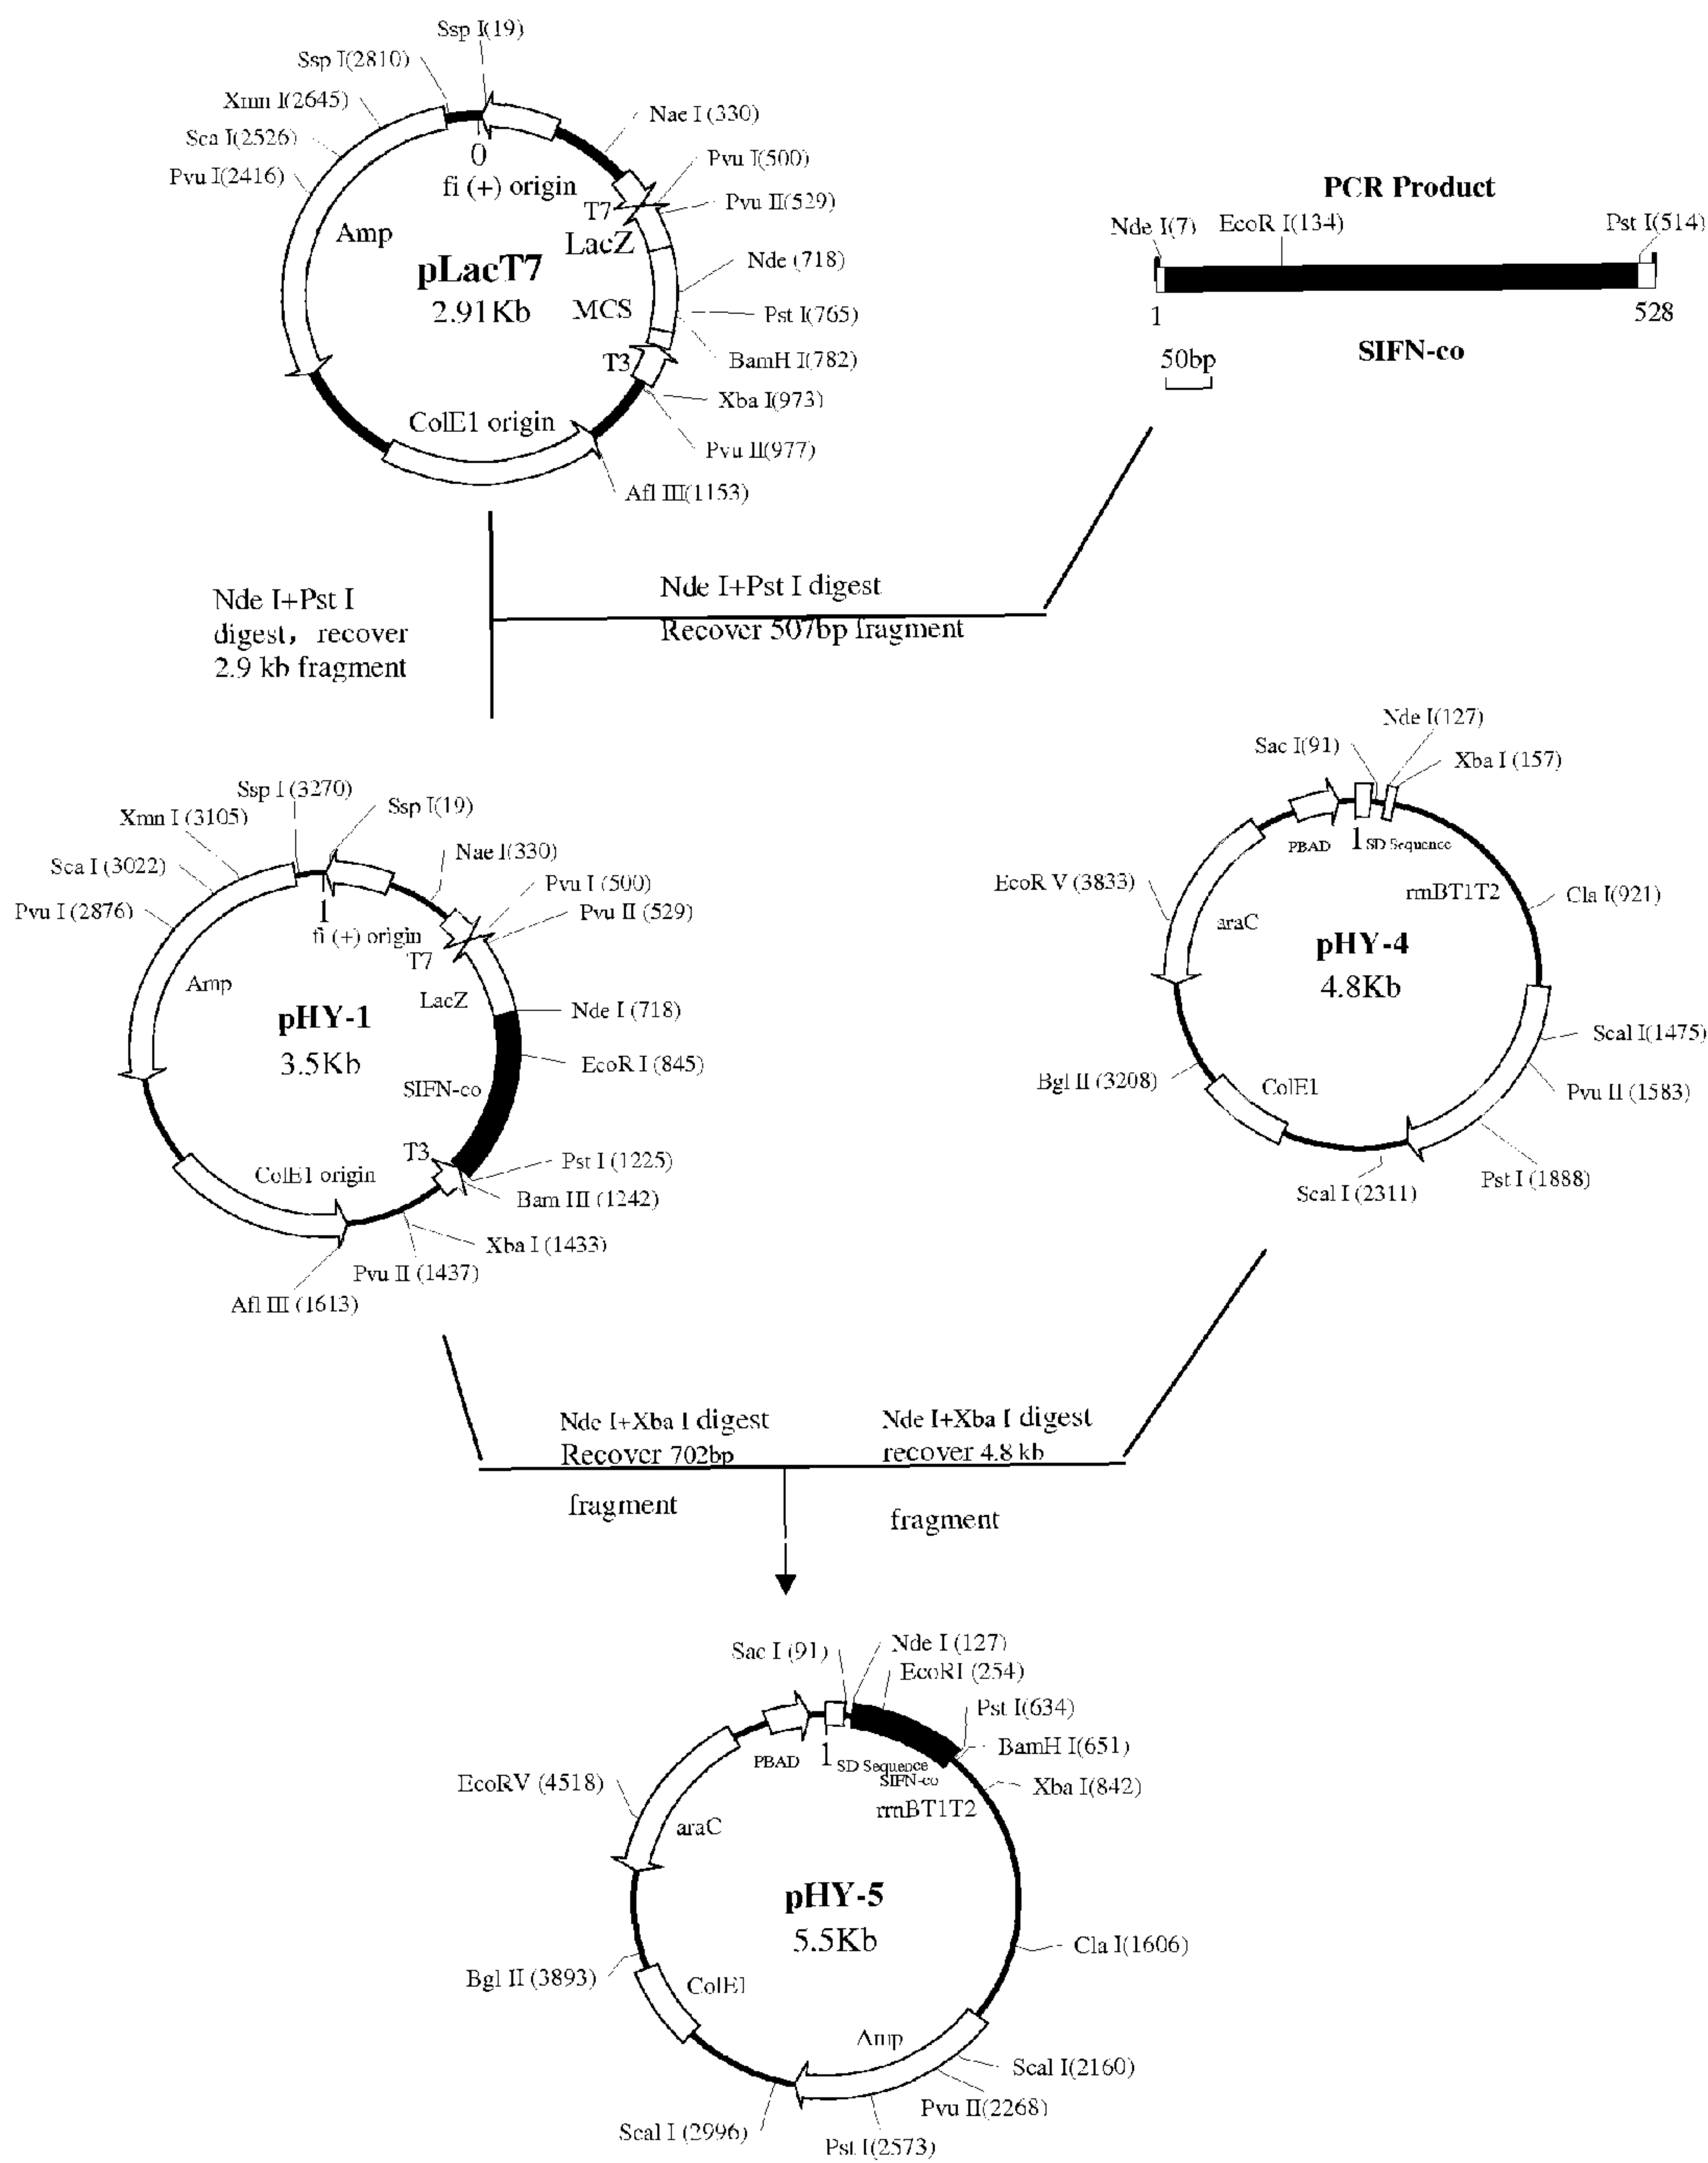 Ssp I(19)
Ssp I(2810)
Xmn I(2645)
Sca I(2526)
Pvu I(2416)
Nae I (330)
Pvu I(500)
Pvu II(529)
Nde (718)
Pst I(765)
BamH I(782)
Xba I(973)
Pvu II(977)
Afl III(1153)
0
fi (+) origin
T7
LacZ
Amp
pLacT7
2.91Kb
MCS
T3
ColE1 origin
PCR Product
Nde I(7)
EcoR I(134)
Pst I(514)
1
528
50bp
SIFN-co
Nde I+Pst I
digest, recover
2.9 kb fragment
Nde I+Pst I digest
Recover 507bp fragment
Ssp I (3270)
Ssp I(19)
Xmn I (3105)
Sca I (3022)
Pvu I (2876)
Nae I(330)
Pvu I (500)
Pvu II (529)
Nde I (718)
EcoR I (845)
Pst I (1225)
Bam III (1242)
Xba I (1433)
Pvu II (1437)
Afl III (1613)
1
fi (+) origin
T7
LacZ
Amp
pHY-1
3.5Kb
SIFN-co
T3
ColE1 origin
Nde I(127)
Sac I(91)
Xba I (157)
PBAD
1
SD Sequence
EcoR V (3833)
araC
rrnBT1T2
Cla I(921)
pHY-4
4.8Kb
Scal I(1475)
Bgl II (3208)
ColE1
Pvu II (1583)
Scal I (2311)
Pst I (1888)
Nde I+Xba I digest
Recover 702bp
fragment
Nde I+Xba I digest
recover 4.8 kb
fragment
Sac I (91)
Nde I (127)
EcoRI (254)
Pst I(634)
BamH I(651)
Xba I(842)
PBAD
1
SD Sequence
SIFN-co
rrnBT1T2
EcoRV (4518)
araC
pHY-5
5.5Kb
Cla I(1606)
Bgl II (3893)
ColE1
Amp
Scal I(2160)
Pvu II(2268)
Scal I (2996)
Pst I(2573)